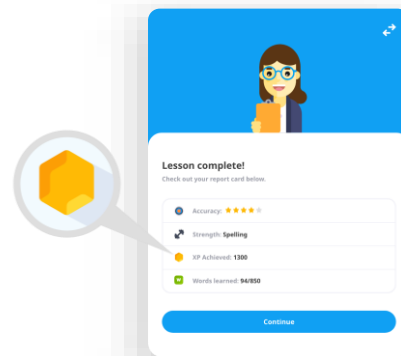 Lesson complete!
Check out your report card below.
Accuracy:
Strength: Spelling
XP Achieved: 1300
W
Words learned: 94/850
Continue